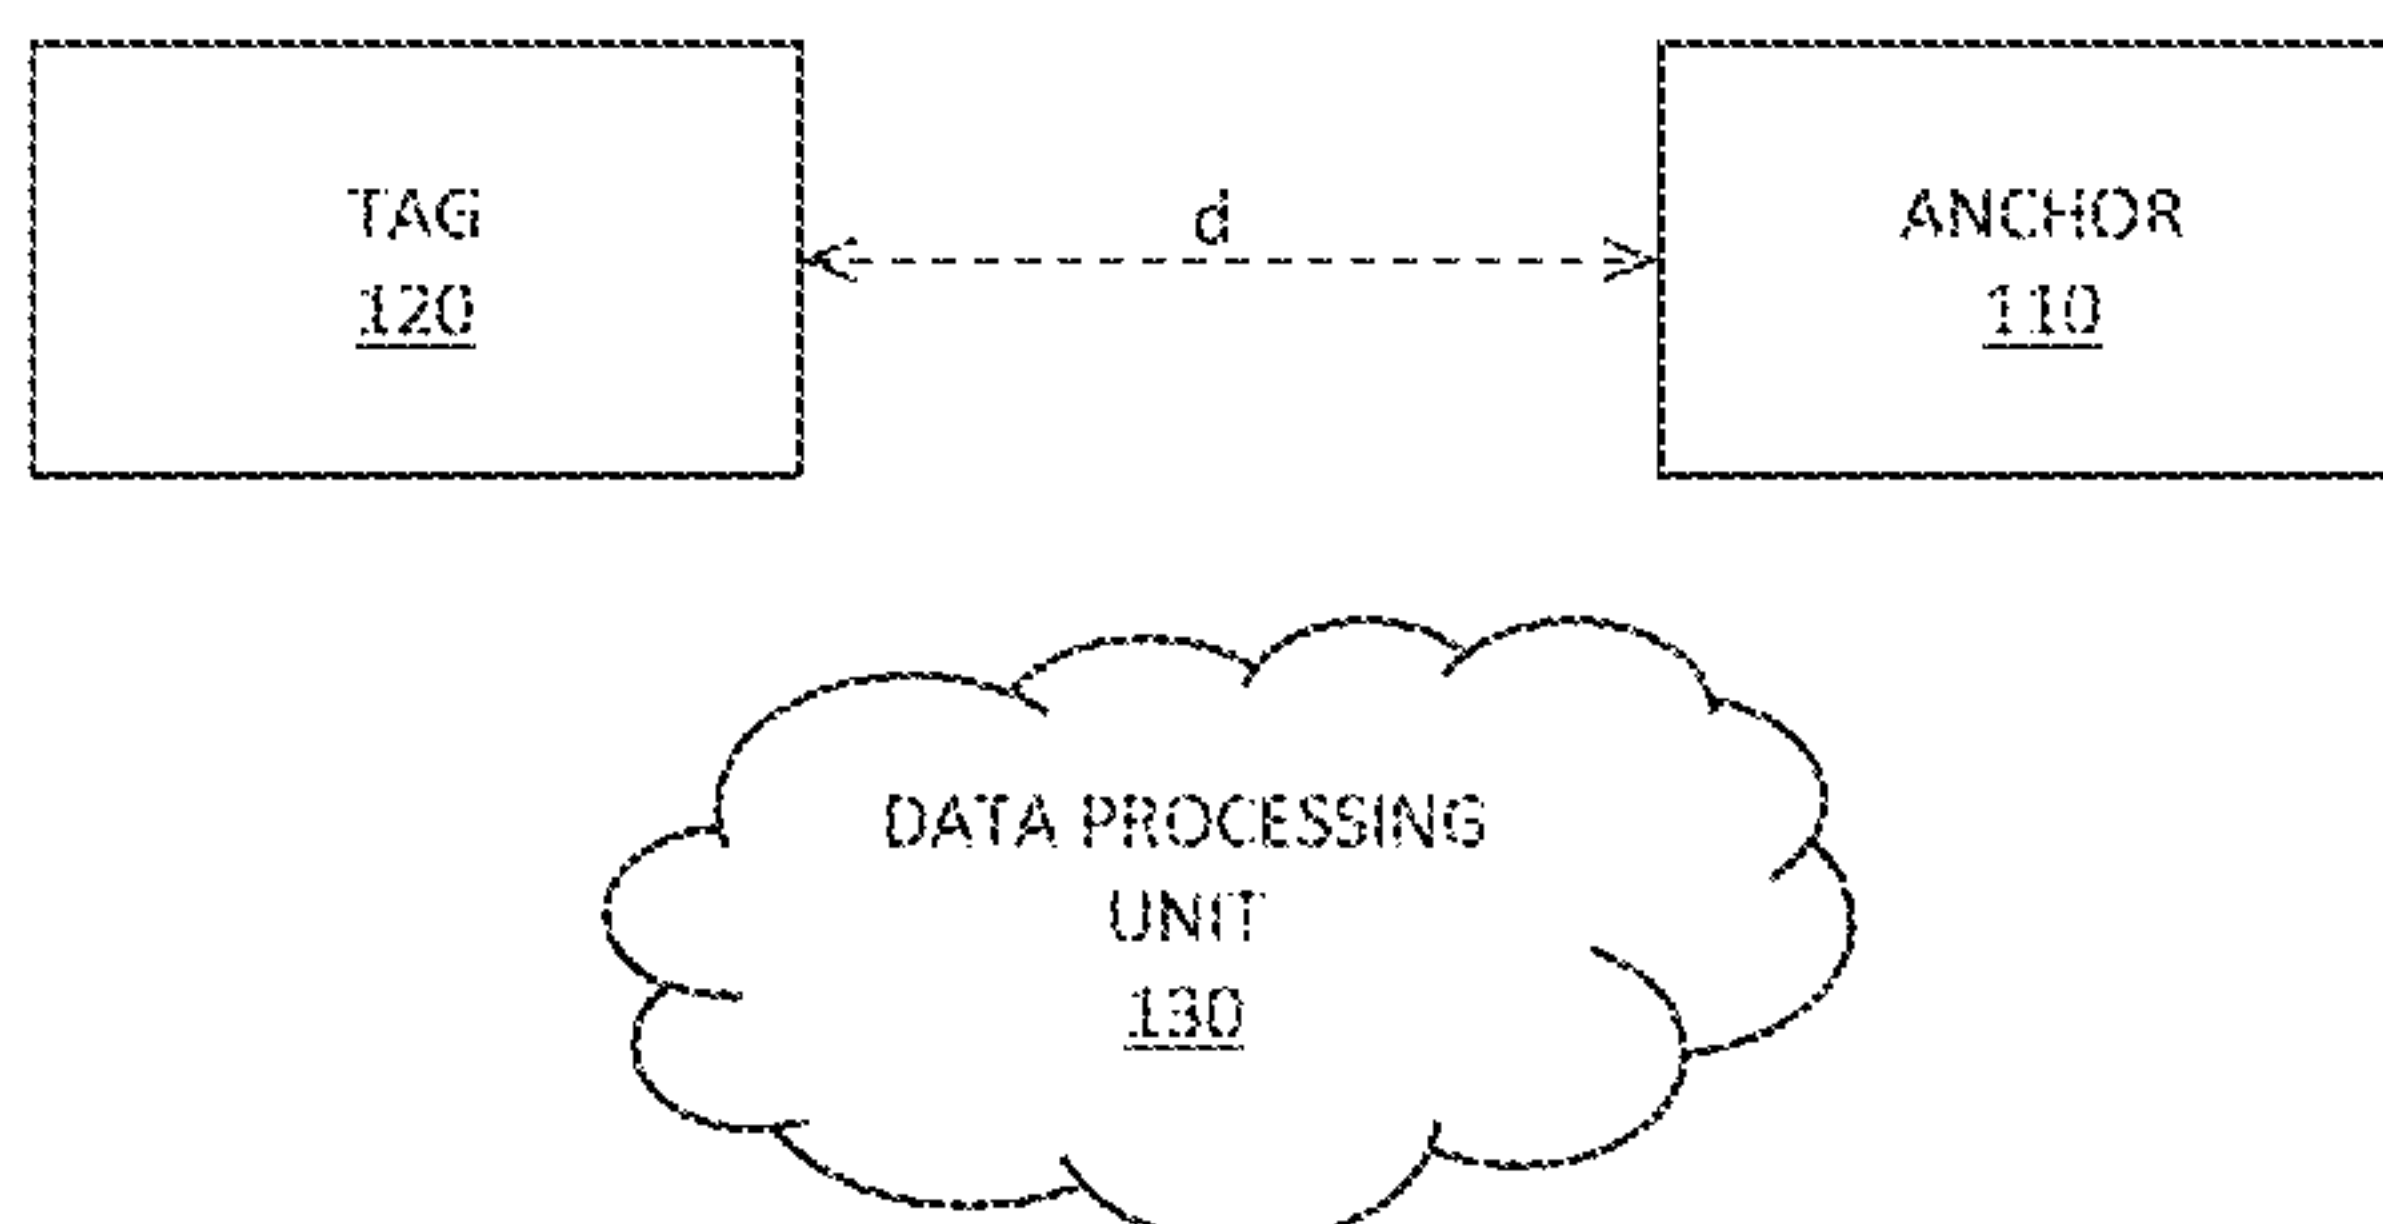 TAG
120
d
ANCHOR
110
DATA PROCESSING
UNIT
130